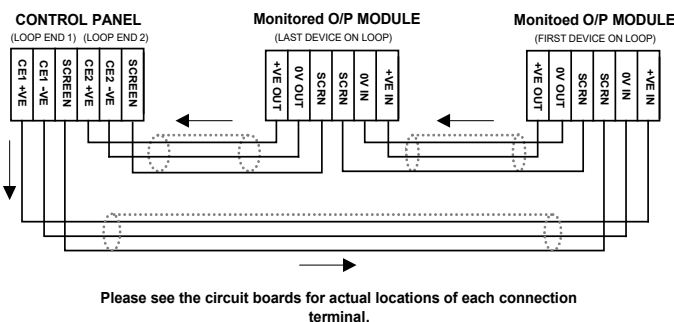 CONTROL PANEL
(LOOP END 1) (LOOP END 2)
CE1 +VE
CE1 -VE
SCREEN
CE2 +VE
CE2 -VE
SCREEN
Monitored O/P MODULE
(LAST DEVICE ON LOOP)
+VE OUT
0V OUT
SCRN
SCRN
0V IN
+VE IN
Monitoed O/P MODULE
(FIRST DEVICE ON LOOP)
+VE OUT
0V OUT
SCRN
SCRN
0V IN
+VE IN
Please see the circuit boards for actual locations of each connection
terminal.